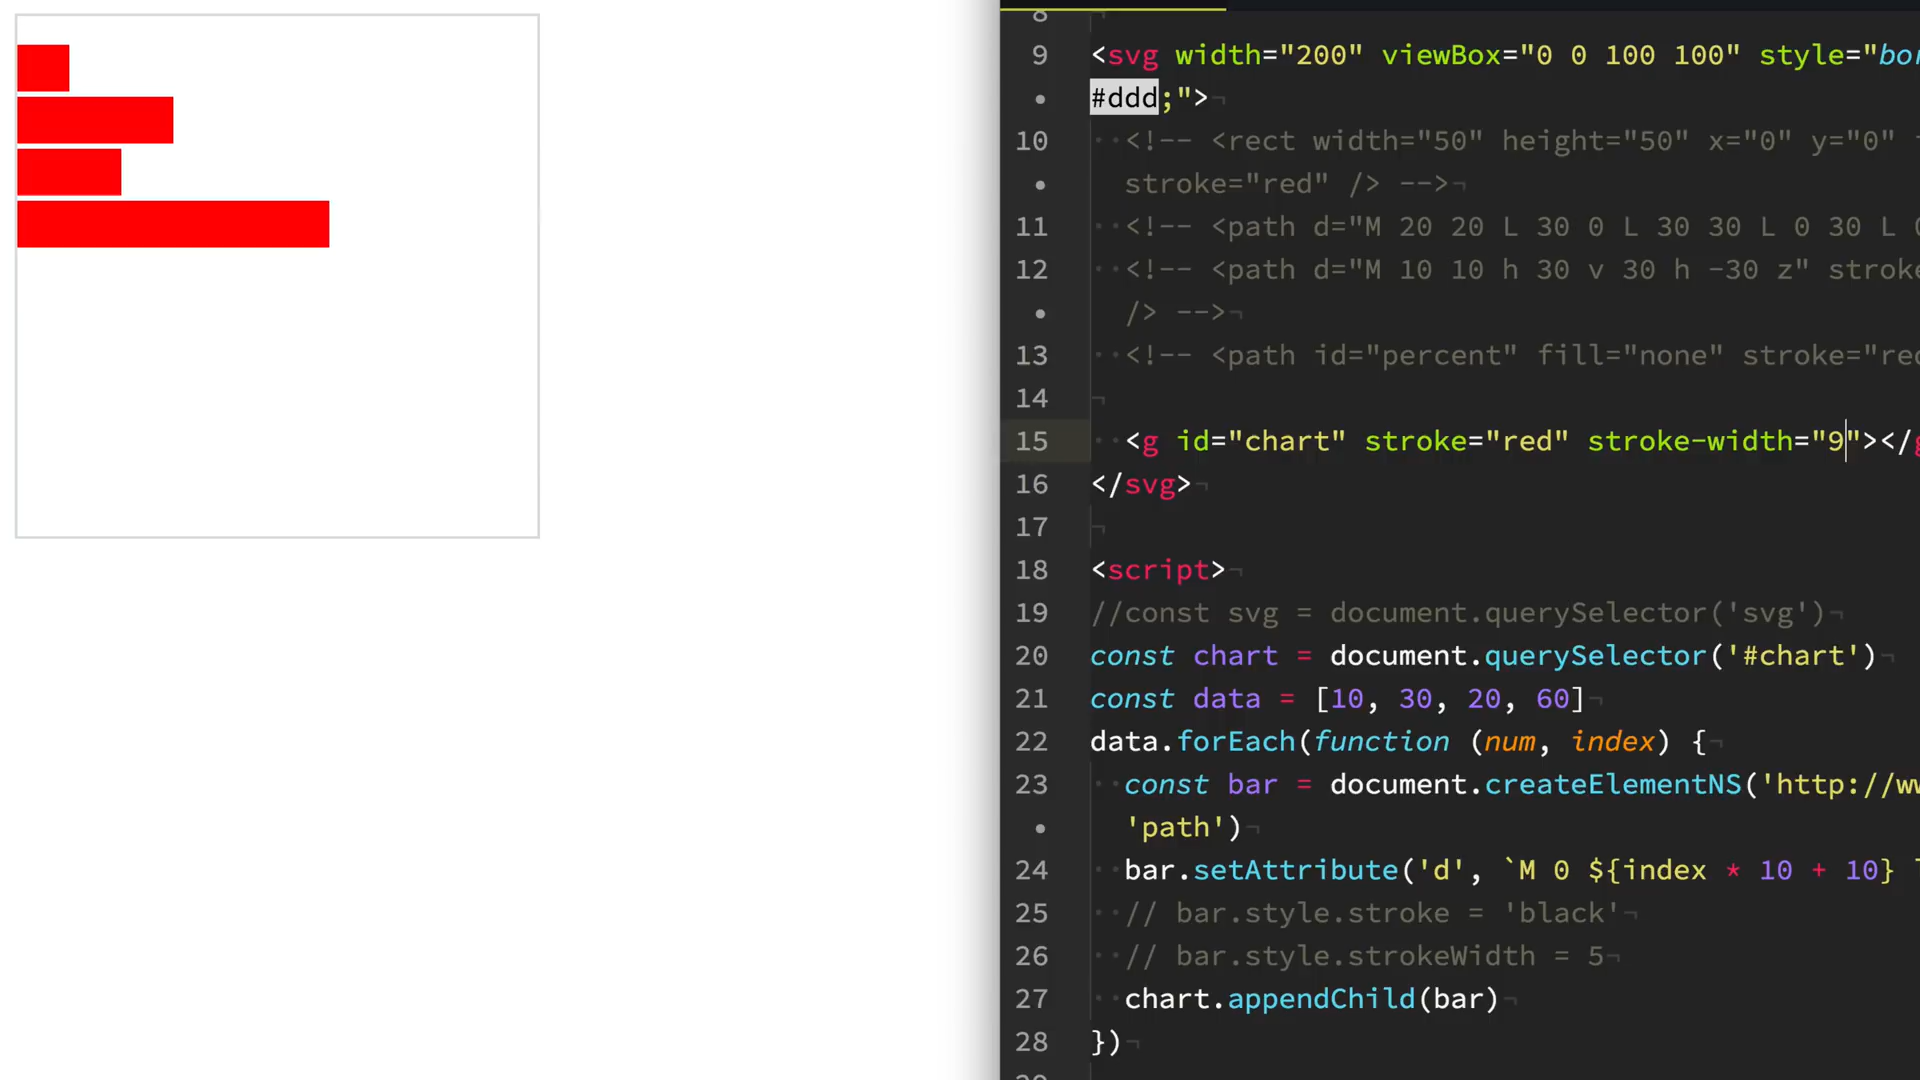 8
9 <svg width="200" viewBox="0 0 100 100" style="bor
• #ddd;">¬
10 <!-- <rect width="50" height="50" x="0" y="0"
• stroke="red" /> -->¬
11 <!-- <path d="M 20 20 L 30 0 L 30 30 L 0 30 L
12 <!-- <path d="M 10 10 h 30 v 30 h -30 z" stroke
• /> -->¬
13 <!-- <path id="percent" fill="none" stroke="red
14 ¬
15 <g id="chart" stroke="red" stroke-width="9"></g
16 </svg>¬
17 ¬
18 <script>¬
19 //const svg = document.querySelector('svg')¬
20 const chart = document.querySelector('#chart')¬
21 const data = [10, 30, 20, 60]¬
22 data.forEach(function (num, index) {¬
23 const bar = document.createElementNS('http://ww
• 'path')¬
24 bar.setAttribute('d', `M 0 ${index * 10 + 10}
25 // bar.style.stroke = 'black'¬
26 // bar.style.strokeWidth = 5¬
27 chart.appendChild(bar)¬
28 })¬